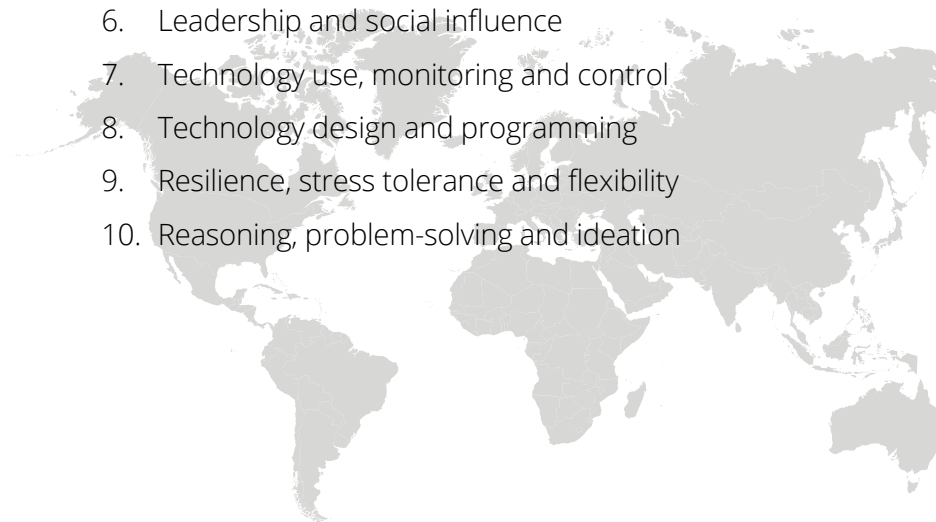 6. Leadership and social influence
7. Technology use, monitoring and control
8. Technology design and programming
9. Resilience, stress tolerance and flexibility
10. Reasoning, problem-solving and ideation